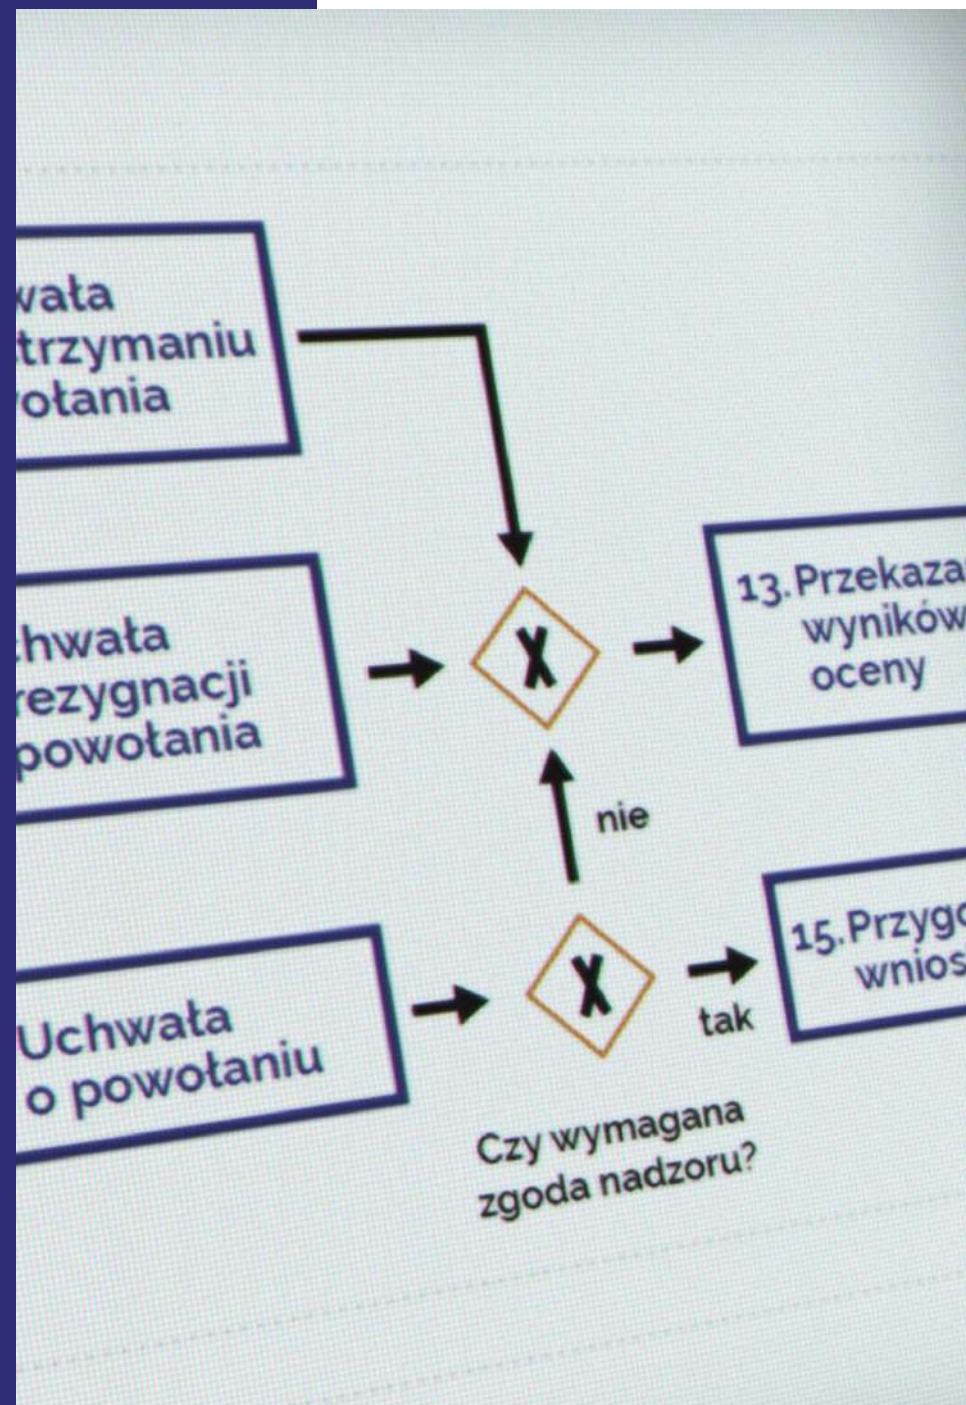 wała
trzymaniu
ołania
chwała
rezygnacji
powołania
13. Przekaza
wyników
oceny
nie
Uchwała
o powołaniu
15. Przygo
wnios
tak
Czy wymagana
zgoda nadzoru?